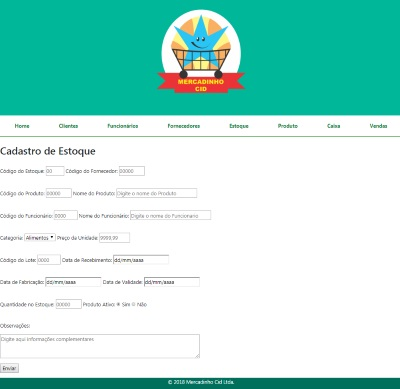 MERCADINHO
CID
Home Clientes Funcionários Fornecedores Estoque Produto Caixa Vendas
Cadastro de Estoque
Código do Estoque: 00 Código do Fornecedor: 00000
Código do Produto: 00000 Nome do Produto: Digite o nome do Produto
Código do Funcionário: 0000 Nome do Funcionário: Digite o nome do Funcionario
Categoria: Alimentos Preço da Unidade: 9999,99
Código do Lote: 0000 Data de Recebimento: dd/mm/aaaa
Data de Fabricação: dd/mm/aaaa Data de Validade: dd/mm/aaaa
Quantidade no Estoque: 00000 Produto Ativo: Sim Não
Observações:
Digite aqui informações complementares
Enviar
© 2018 Mercadinho Cid Ltda.